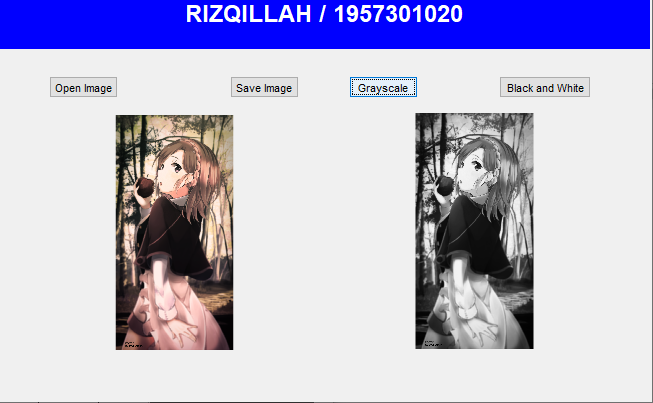 RIZQILLAH / 1957301020
Open Image
Save Image
Grayscale
Black and White